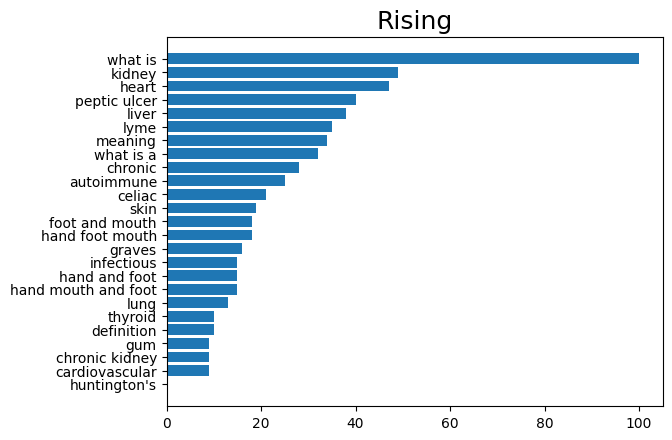 Rising
what is
kidney
heart
peptic ulcer
liver
lyme
meaning
what is a
chronic
autoimmune
celiac
skin
foot and mouth
hand foot mouth
graves
infectious
hand and foot
hand mouth and foot
lung
thyroid
definition
gum
chronic kidney
cardiovascular
huntington's
0 20 40 60 80 100